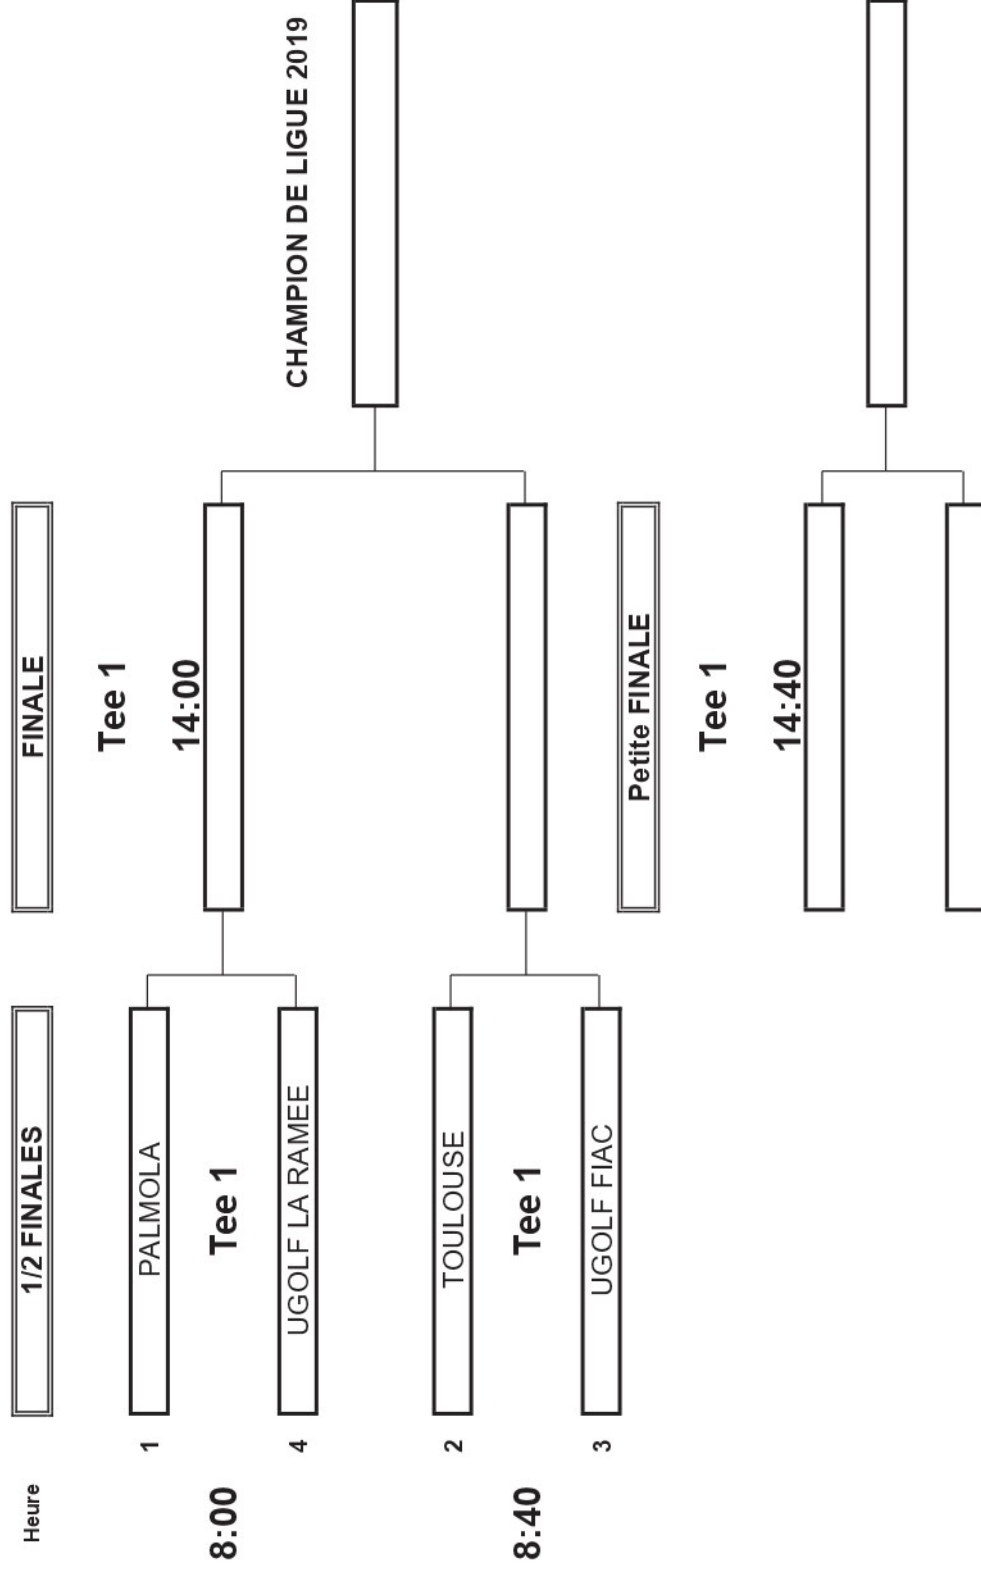 Heure
1/2 FINALES
FINALE
Tee 1
14:00
1
PALMOLA
8:00
Tee 1
4
UGOLF LA RAMEE
CHAMPION DE LIGUE 2019
2
TOULOUSE
8:40
Tee 1
3
UGOLF FIAC
Petite FINALE
Tee 1
14:40